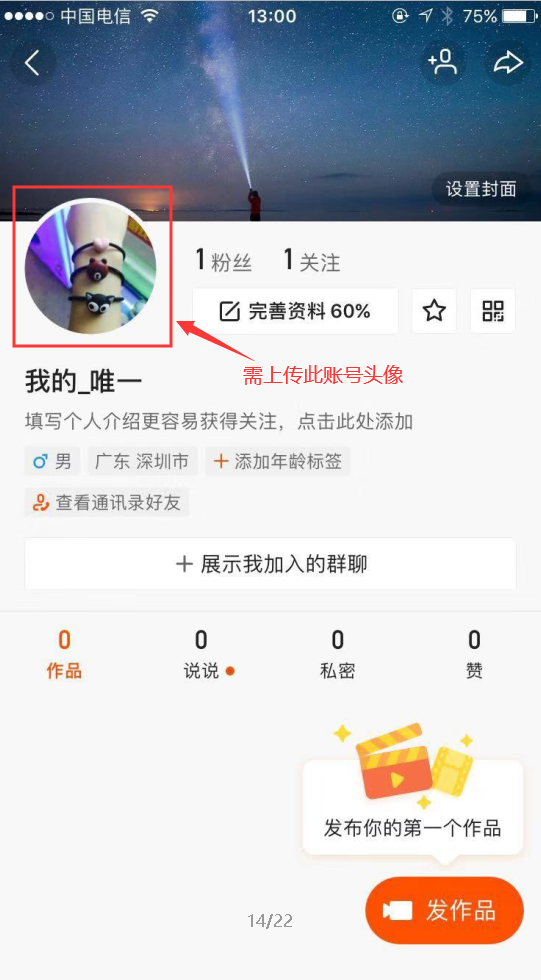 中国电信 13:00 75%
设置封面
1 粉丝 1 关注
完善资料 60%
需上传此账号头像
我的_唯一
填写个人介绍更容易获得关注，点击此处添加
男 广东 深圳市 + 添加年龄标签
查看通讯录好友
+ 展示我加入的群聊
0 0 0 0
作品 说说 私密 赞
发布你的第一个作品
发作品
14/22